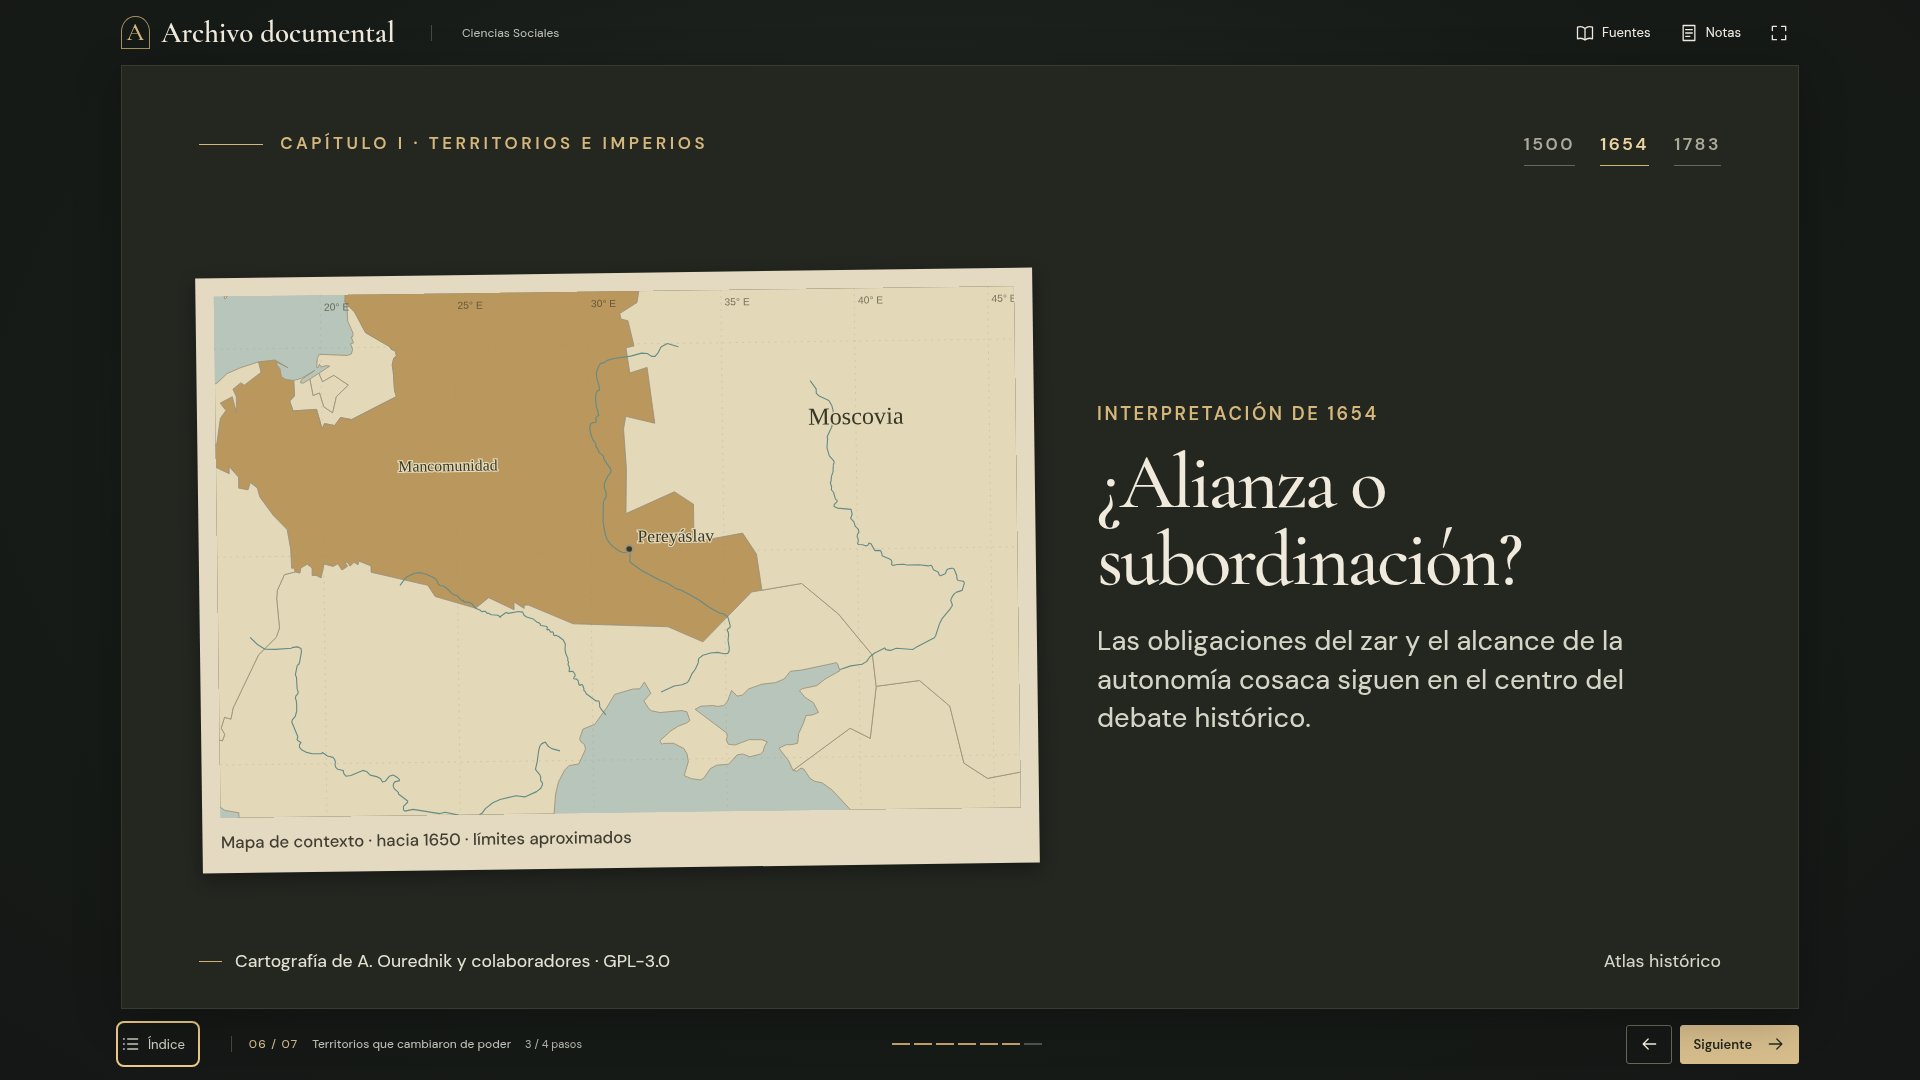 A Archivo documental
Ciencias Sociales
Fuentes
Notas
CAPÍTULO I · TERRITORIOS E IMPERIOS
1500 1654 1783
20° E 25° E 30° E 35° E 40° E 45° E
Moscovia
Mancomunidad
Pereyáslav
Mapa de contexto · hacia 1650 · límites aproximados
INTERPRETACIÓN DE 1654
¿Alianza o
subordinación?
Las obligaciones del zar y el alcance de la
autonomía cosaca siguen en el centro del
debate histórico.
Cartografía de A. Ourednik y colaboradores · GPL-3.0
Atlas histórico
Índice
06 / 07 Territorios que cambiaron de poder 3 / 4 pasos
Siguiente